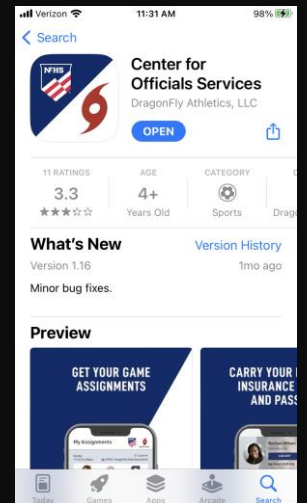 Verizon 11:31 AM 98%
Search
NFHS
Center for
Officials Services
DragonFly Athletics, LLC
OPEN
11 RATINGS AGE CATEGORY
3.3 4+
Years Old Sports Drag
What's New Version History
Version 1.16 1mo ago
Minor bug fixes.
Preview
GET YOUR GAME
ASSIGNMENTS
CARRY YOUR
INSURANCE
AND PASS
My Assignments
Today Games Apps Arcade Search